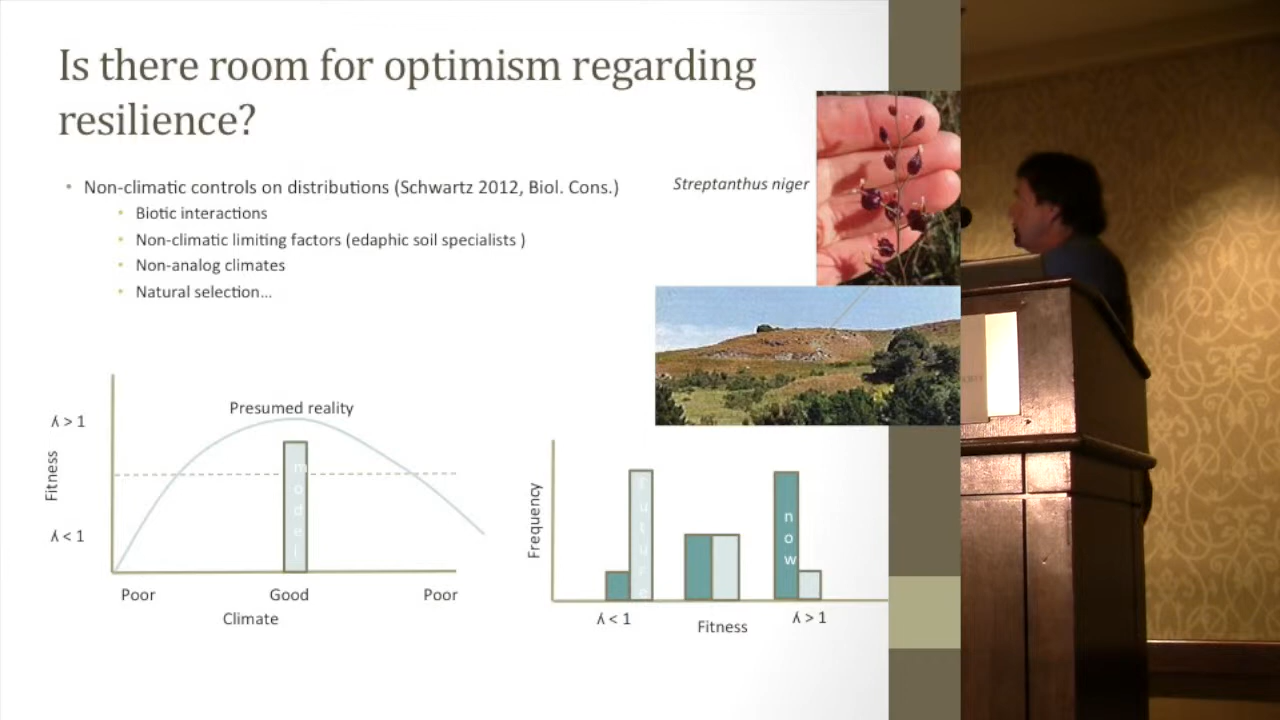 Is there room for optimism regarding
resilience?
Non-climatic controls on distributions (Schwartz 2012, Biol. Cons.)
Biotic interactions
Non-climatic limiting factors (edaphic soil specialists )
Non-analog climates
Natural selection…
Streptanthus niger
Presumed reality
ʎ > 1
Fitness
ʎ < 1
model
Poor
Good
Poor
Climate
Frequency
future
now
ʎ < 1
Fitness
ʎ > 1